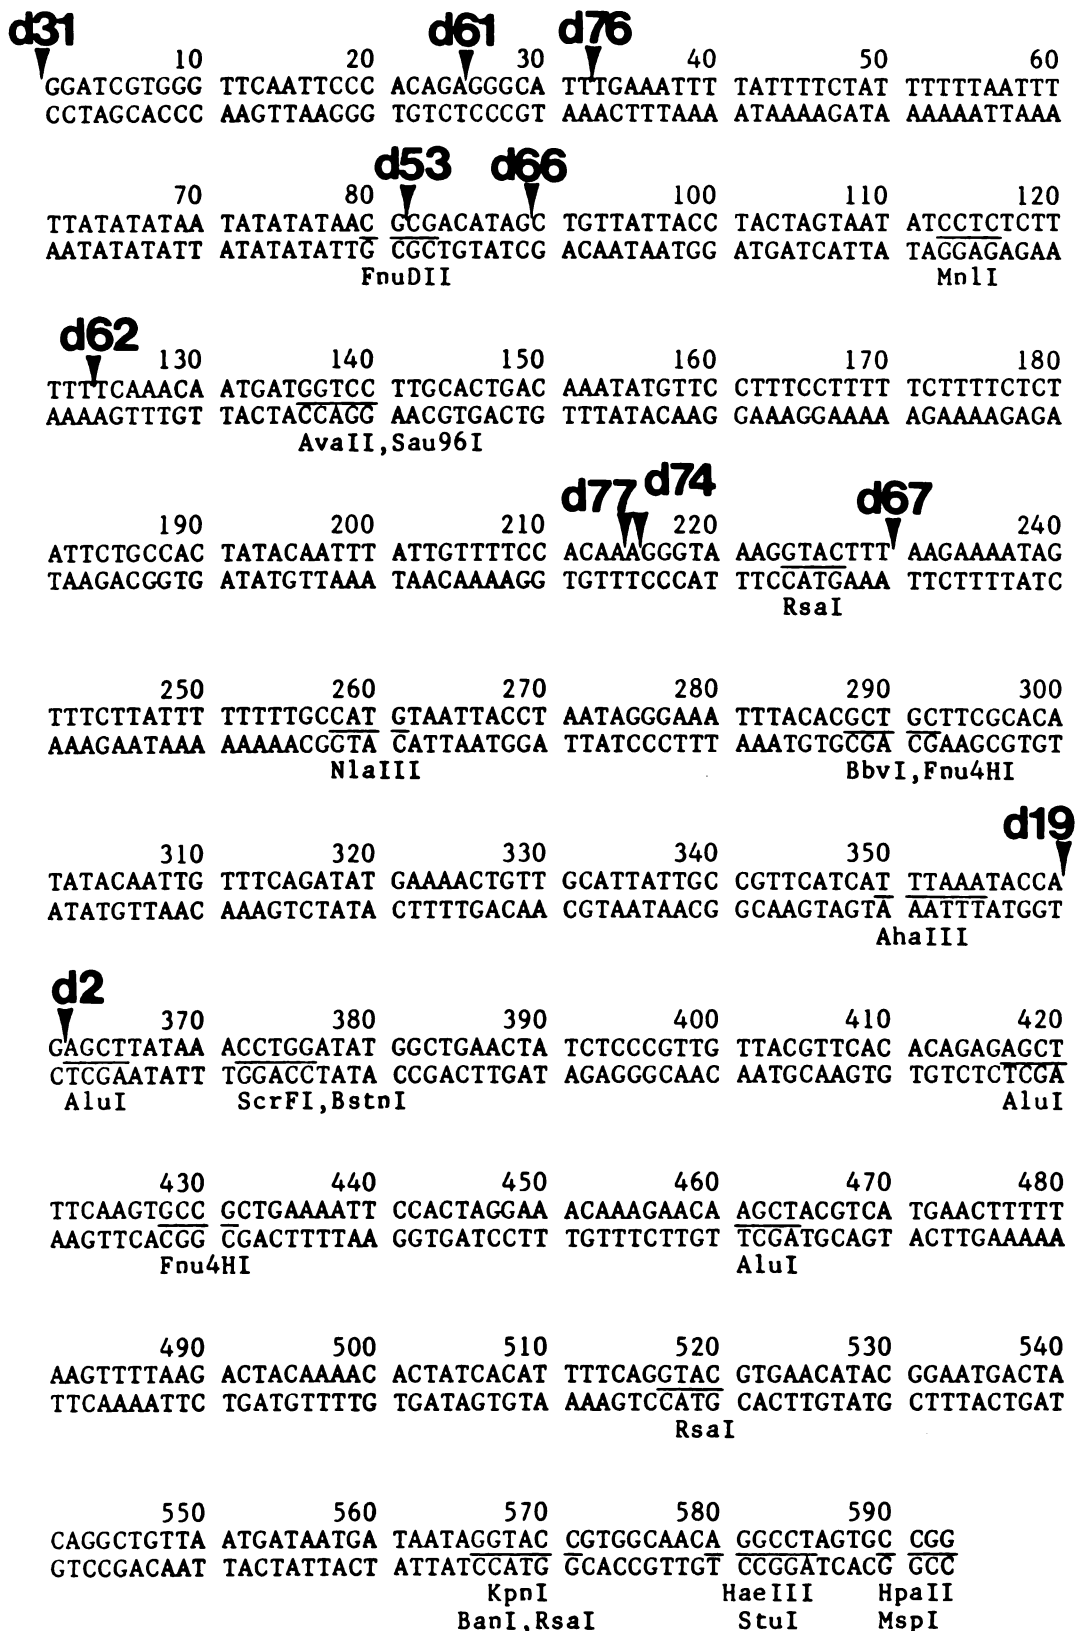 d31 d61 d76
10 20 30 40 50 60
GGATCGTGGG TTCAATTCCC ACAGAGGGCA TTTGAAATTT TATTTTCTAT TTTTTAATTT
CCTAGCACCC AAGTTAAGGG TGTCTCCCGT AAACTTTAAA ATAAAAGATA AAAAATTAAA
d53 d66
70 80 100 110 120
TTATATATAA TATATATAAC GCGACATAGC TGTTATTACC TACTAGTAAT ATCCTCTCTT
AATATATATT ATATATATTG CGCTGTATCG ACAATAATGG ATGATCATTA TAGGAGAGAA
FnuDII MnlI
d62
130 140 150 160 170 180
TTTTCAAACA ATGATGGTCC TTGCACTGAC AAATATGTTC CTTTCCTTTT TCTTTTCTCT
AAAAGTTTGT TACTACCAGG AACGTGACTG TTTATACAAG GAAAGGAAAA AGAAAAGAGA
AvaII,Sau96I
d77 d74 d67
190 200 210 220 240
ATTCTGCCAC TATACAATTT ATTGTTTTCC ACAAAGGGTA AAGGTACTTT AAGAAAATAG
TAAGACGGTG ATATGTTAAA TAACAAAAGG TGTTTCCCAT TTCCATGAAA TTCTTTTATC
RsaI
250 260 270 280 290 300
TTTCTTATTT TTTTTGCCAT GTAATTACCT AATAGGGAAA TTTACACGCT GCTTCGCACA
AAAGAATAAA AAAAACGGTA CATTAATGGA TTATCCCTTT AAATGTGCGA CGAAGCGTGT
NlaIII BbvI,Fnu4HI
d19
310 320 330 340 350
TATACAATTG TTTCAGATAT GAAAACTGTT GCATTATTGC CGTTCATCAT TTAAATACCA
ATATGTTAAC AAAGTCTATA CTTTTGACAA CGTAATAACG GCAAGTAGTA AATTTATGGT
AhaIII
d2
370 380 390 400 410 420
GAGCTTATAA ACCTGGATAT GGCTGAACTA TCTCCCGTTG TTACGTTCAC ACAGAGAGCT
CTCGAATATT TGGACCTATA CCGACTTGAT AGAGGGCAAC AATGCAAGTG TGTCTCTCGA
AluI ScrFI,BstnI AluI
430 440 450 460 470 480
TTCAAGTGCC GCTGAAAATT CCACTAGGAA ACAAAGAACA AGCTACGTCA TGAACTTTTT
AAGTTCACGG CGACTTTTAA GGTGATCCTT TGTTTCTTGT TCGATGCAGT ACTTGAAAAA
Fnu4HI AluI
490 500 510 520 530 540
AAGTTTTAAG ACTACAAAAC ACTATCACAT TTTCAGGTAC GTGAACATAC GGAATGACTA
TTCAAAATTC TGATGTTTTG TGATAGTGTA AAAGTCCATG CACTTGTATG CTTTACTGAT
RsaI
550 560 570 580 590
CAGGCTGTTA ATGATAATGA TAATAGGTAC CGTGGCAACA GGCCTAGTGC CGG
GTCCGACAAT TACTATTACT ATTATCCATG GCACCGTTGT CCGGATCACG GCC
KpnI HaeIII HpaII
BanI,RsaI StuI MspI